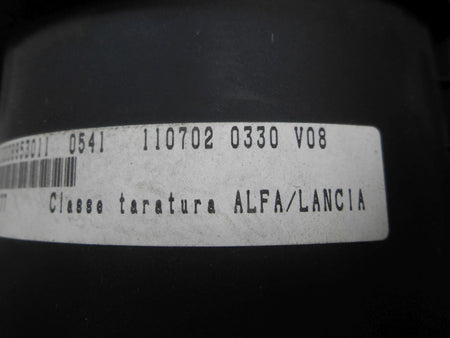 0541 110702 0330 V08
Classe taratura ALFA/LANCIA